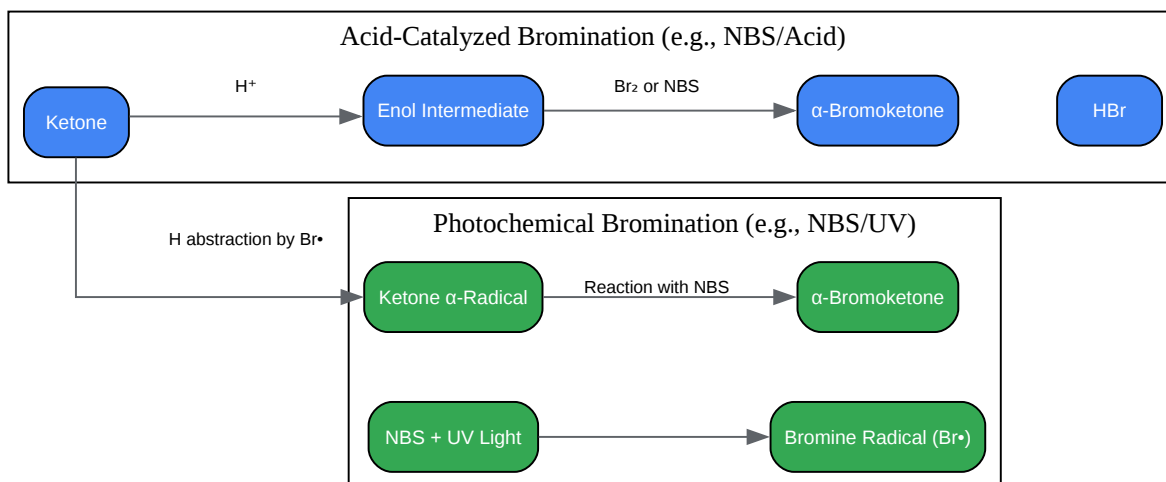 Acid-Catalyzed Bromination (e.g., NBS/Acid)
Ketone
H⁺
Enol Intermediate
Br₂ or NBS
α-Bromoketone
HBr
Photochemical Bromination (e.g., NBS/UV)
H abstraction by Br•
Ketone α-Radical
Reaction with NBS
α-Bromoketone
NBS + UV Light
Bromine Radical (Br•)